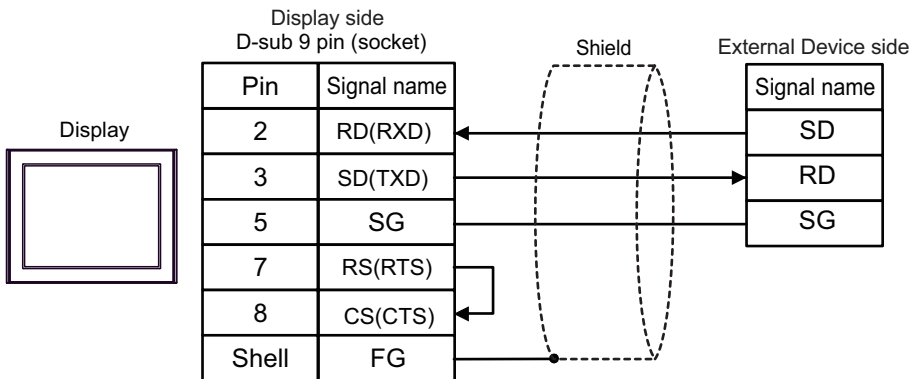 Display side
D-sub 9 pin (socket)
Shield
External Device side
Pin Signal name
Signal name
Display
2 RD(RXD)
SD
3 SD(TXD)
RD
5 SG
SG
7 RS(RTS)
8 CS(CTS)
Shell FG